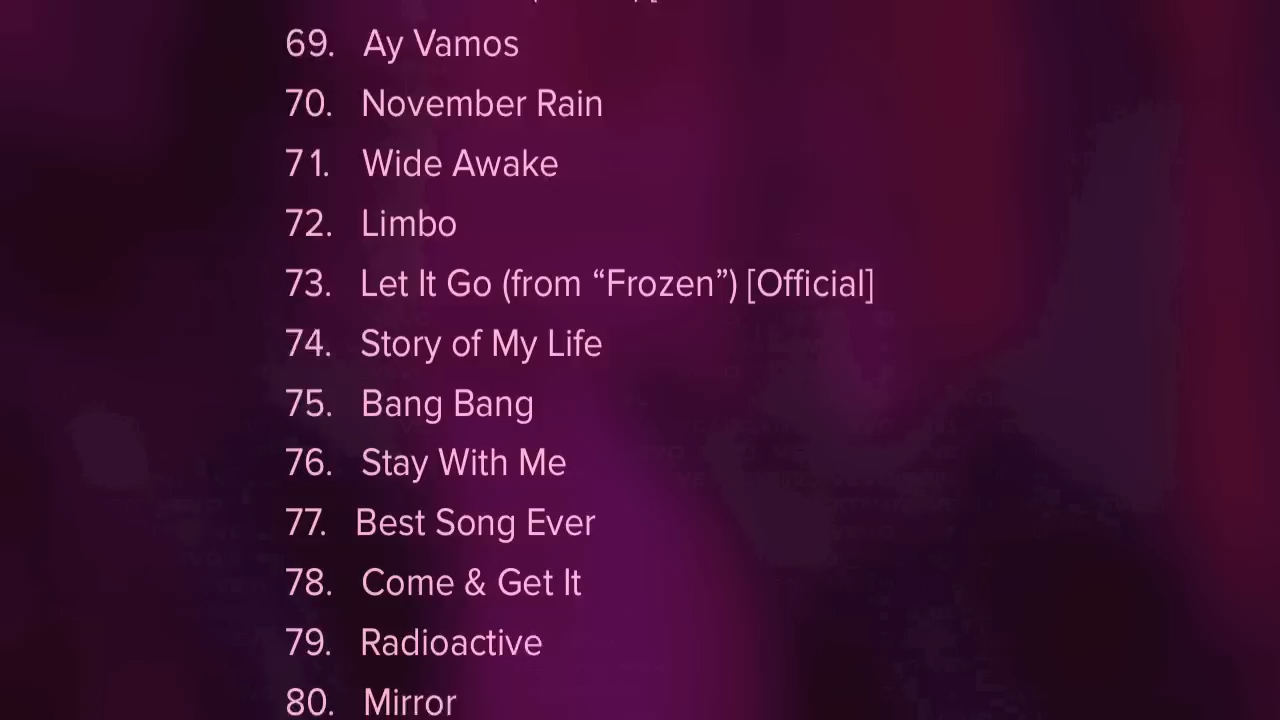 69. Ay Vamos
70. November Rain
71. Wide Awake
72. Limbo
73. Let It Go (from “Frozen”) [Official]
74. Story of My Life
75. Bang Bang
76. Stay With Me
77. Best Song Ever
78. Come & Get It
79. Radioactive
80. Mirror